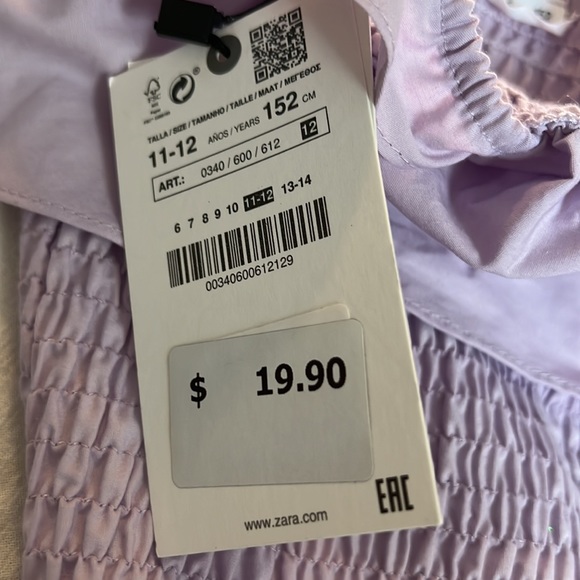 TALLA / SIZE / TAMANHO / TAILLE / MAAT / ΜΕΓΕΘΟΣ
11-12 AÑOS / YEARS 152 CM
ART.: 0340 / 600 / 612 12
6 7 8 9 10 11-12 13-14
00340600612129
$ 19.90
EAC
www.zara.com